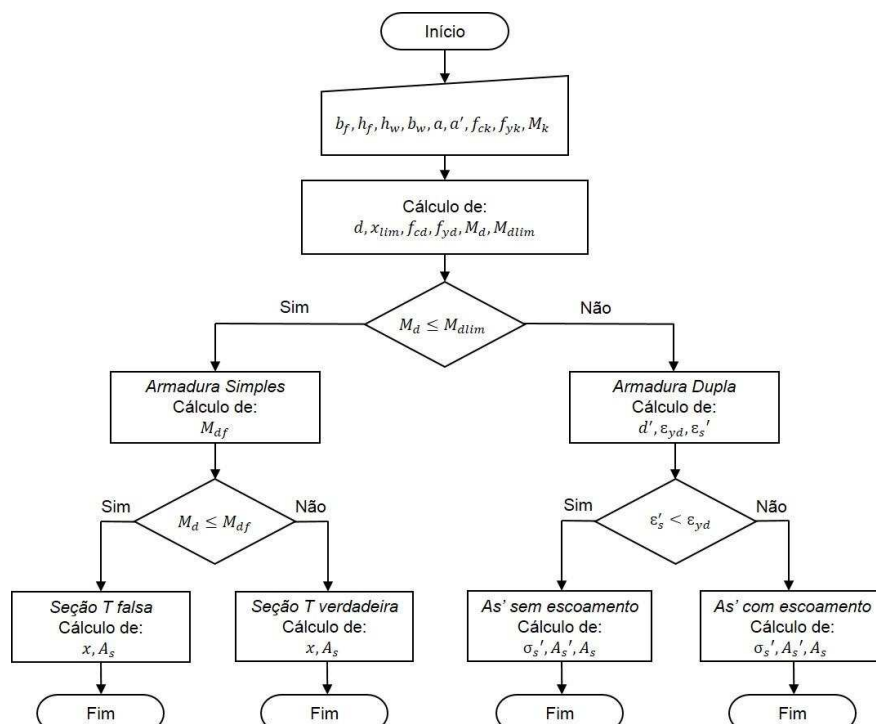 Início
b_f, h_f, h_w, b_w, a, a', f_ck, f_yk, M_k
Cálculo de:
d, x_lim, f_cd, f_yd, M_d, M_dlim
Sim
M_d ≤ M_dlim
Não
Armadura Simples
Cálculo de:
M_df
Armadura Dupla
Cálculo de:
d', ε_yd, ε_s'
Sim
M_d ≤ M_df
Não
Sim
ε_s' < ε_yd
Não
Seção T falsa
Cálculo de:
x, A_s
Seção T verdadeira
Cálculo de:
x, A_s
As' sem escoamento
Cálculo de:
σ_s', A_s', A_s
As' com escoamento
Cálculo de:
σ_s', A_s', A_s
Fim
Fim
Fim
Fim